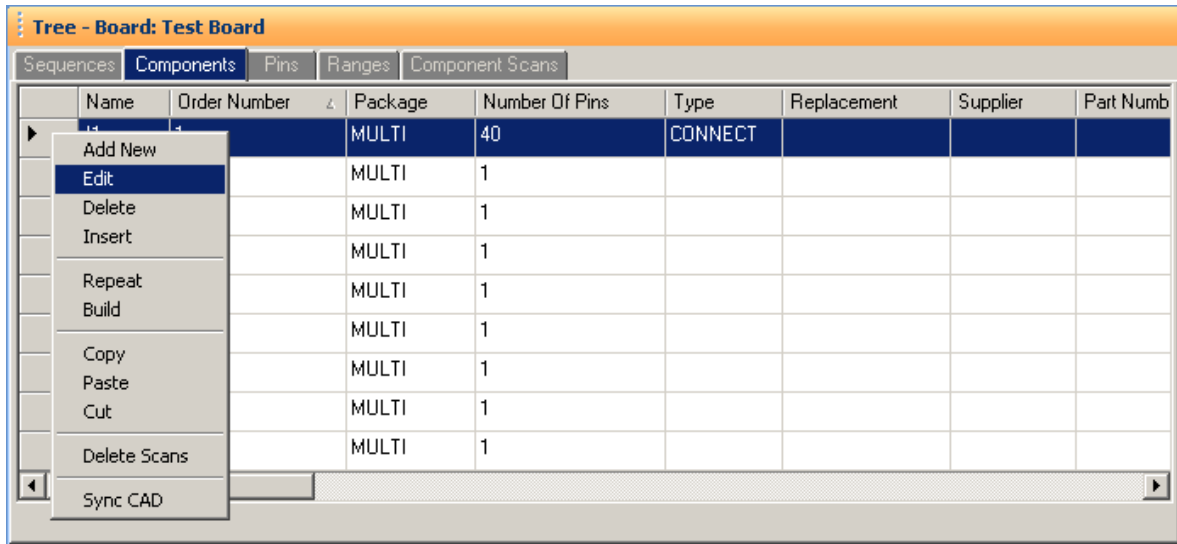 Tree - Board: Test Board
Sequences Components Pins Ranges Component Scans
Name Order Number Package Number Of Pins Type Replacement Supplier Part Numb
MULTI 40 CONNECT
Add New
MULTI 1
Edit
MULTI 1
Delete
Insert
MULTI 1
Repeat
MULTI 1
Build
MULTI 1
Copy
MULTI 1
Paste
MULTI 1
Cut
MULTI 1
Delete Scans
Sync CAD